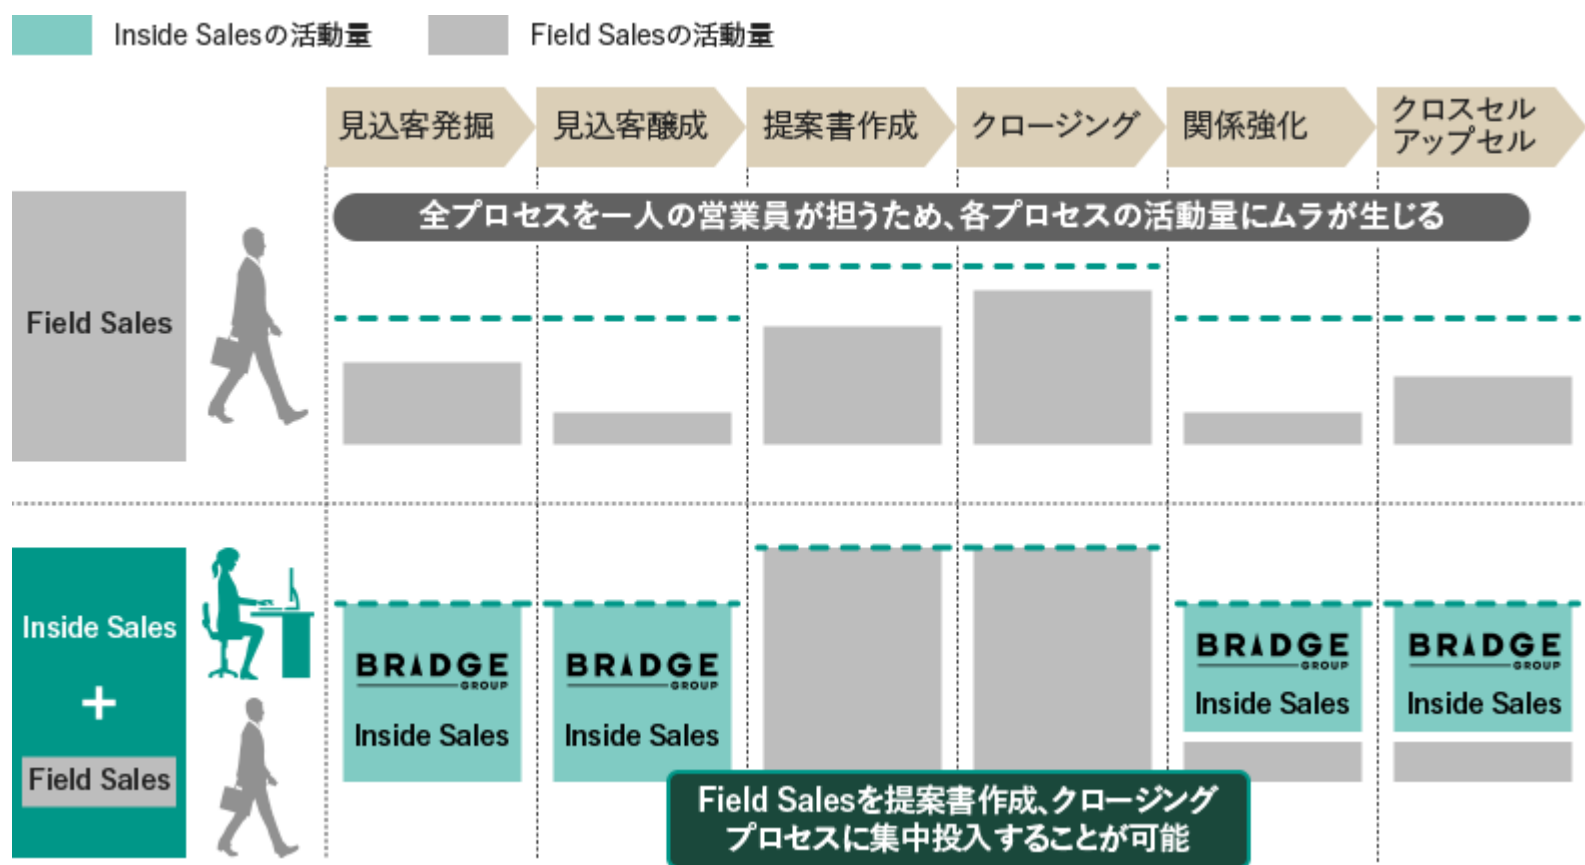 Inside Salesの活動量
Field Salesの活動量
見込客発掘
見込客醸成
提案書作成
クロージング
関係強化
クロスセル
アップセル
全プロセスを一人の営業員が担うため、各プロセスの活動量にムラが生じる
Field Sales
Inside Sales
+
Field Sales
BRIDGE
GROUP
Inside Sales
BRIDGE
GROUP
Inside Sales
BRIDGE
GROUP
Inside Sales
BRIDGE
GROUP
Inside Sales
Field Salesを提案書作成、クロージング
プロセスに集中投入することが可能